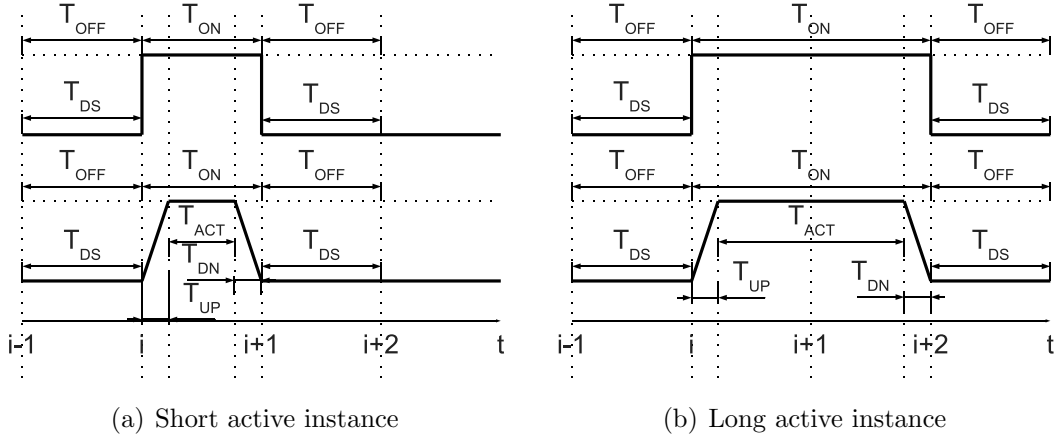 T_OFF T_ON T_OFF T_OFF T_ON T_OFF
T_DS T_DS T_DS T_DS
T_OFF T_ON T_OFF T_OFF T_ON T_OFF
T_DS T_ACT T_DS T_DS T_ACT T_DS
T_DN T_UP T_DN
T_UP
i-1 i i+1 i+2 t i-1 i i+1 i+2 t
(a) Short active instance (b) Long active instance